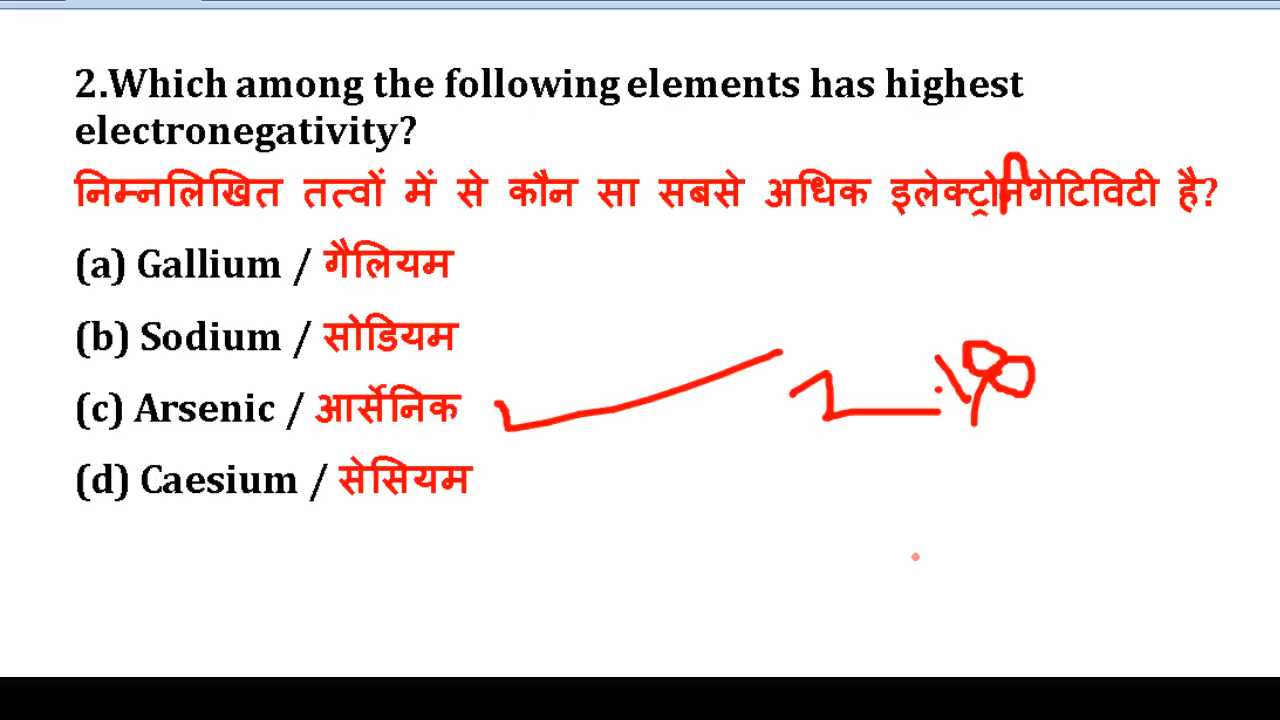 2.Which among the following elements has highest
electronegativity?
निम्नलिखित तत्वों में से कौन सा सबसे अधिक इलेक्ट्रोनगेटिविटी है?
(a) Gallium / गैलियम
(b) Sodium / सोडियम
(c) Arsenic / आर्सेनिक
(d) Caesium / सेसियम